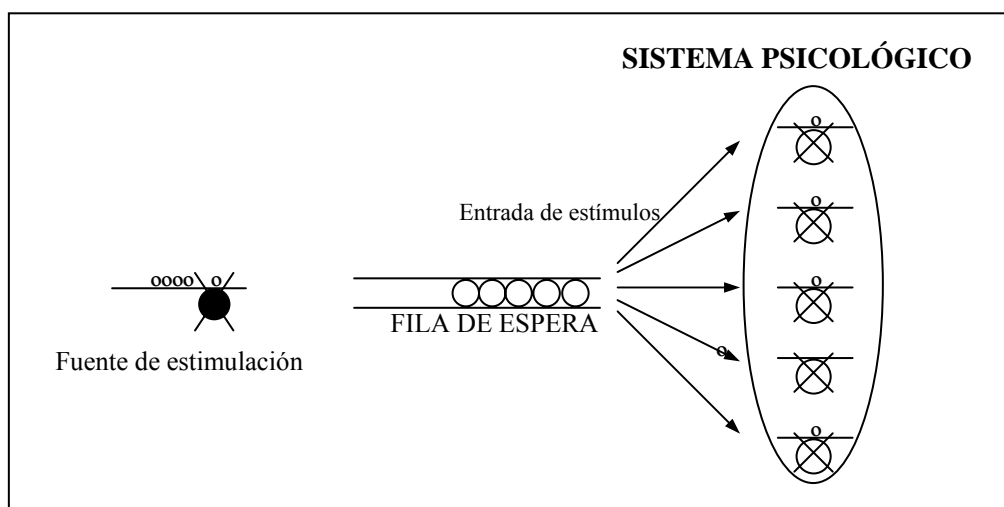 SISTEMA PSICOLÓGICO
Entrada de estímulos
FILA DE ESPERA
Fuente de estimulación